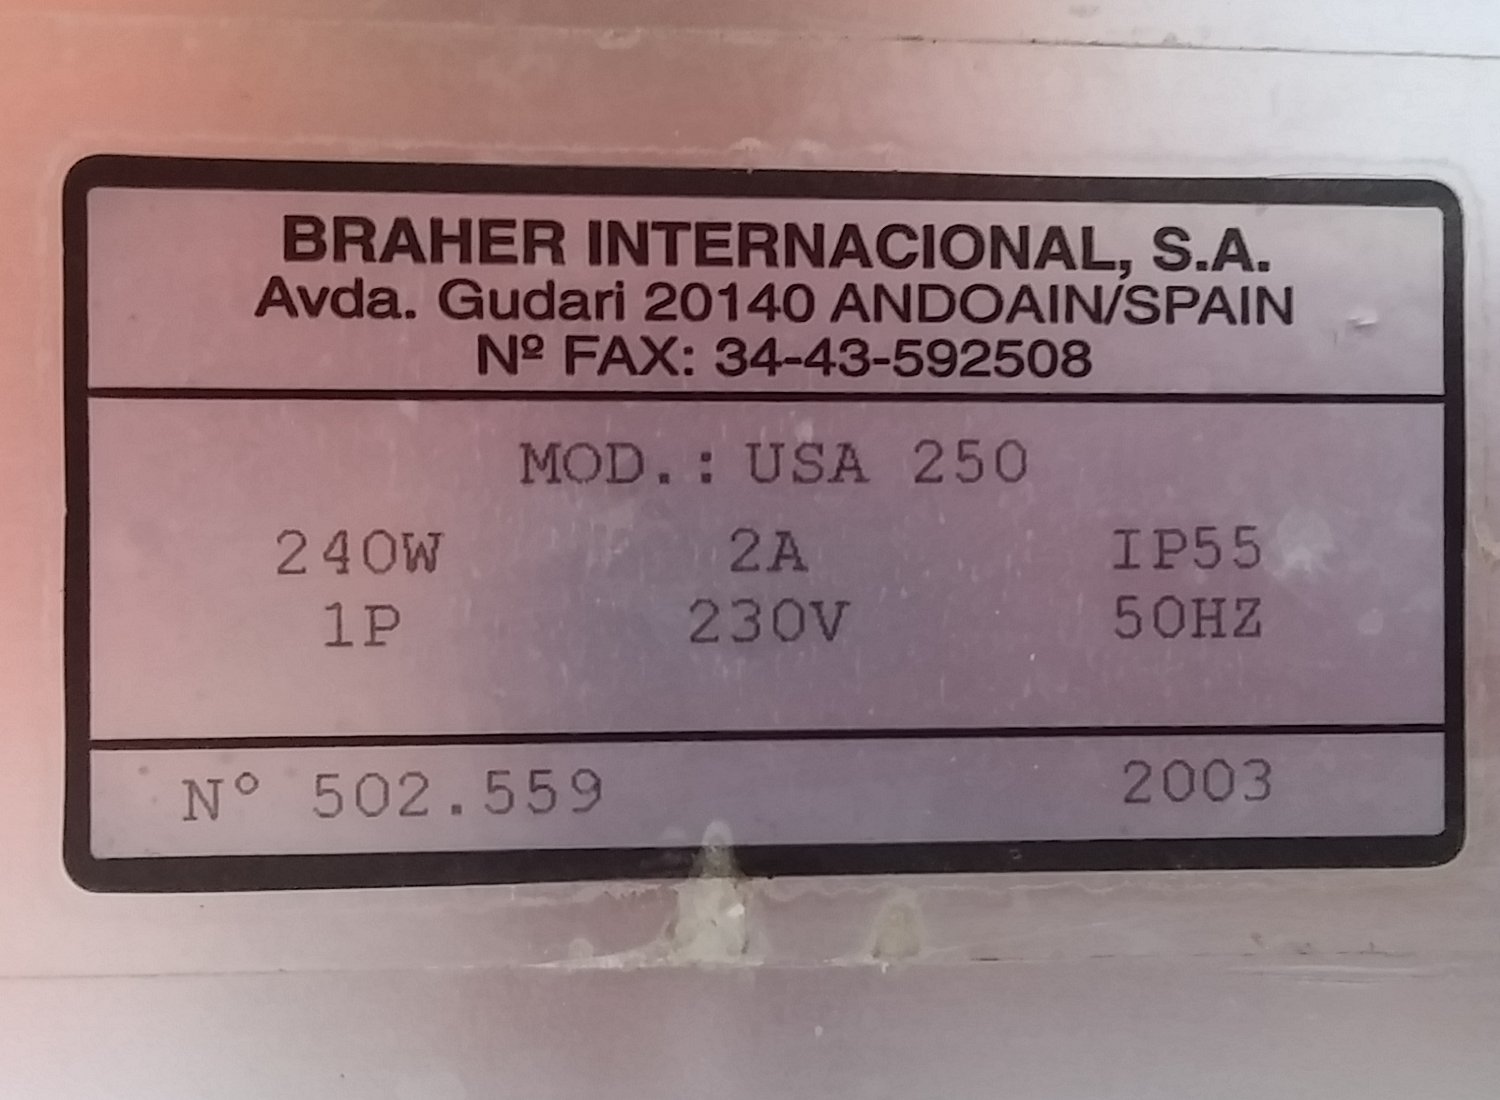 BRAHER INTERNACIONAL, S.A.
Avda. Gudari 20140 ANDOAIN/SPAIN
Nº FAX: 34-43-592508
MOD.: USA 250
240W 2A IP55
1P 230V 50HZ
N° 502.559 2003